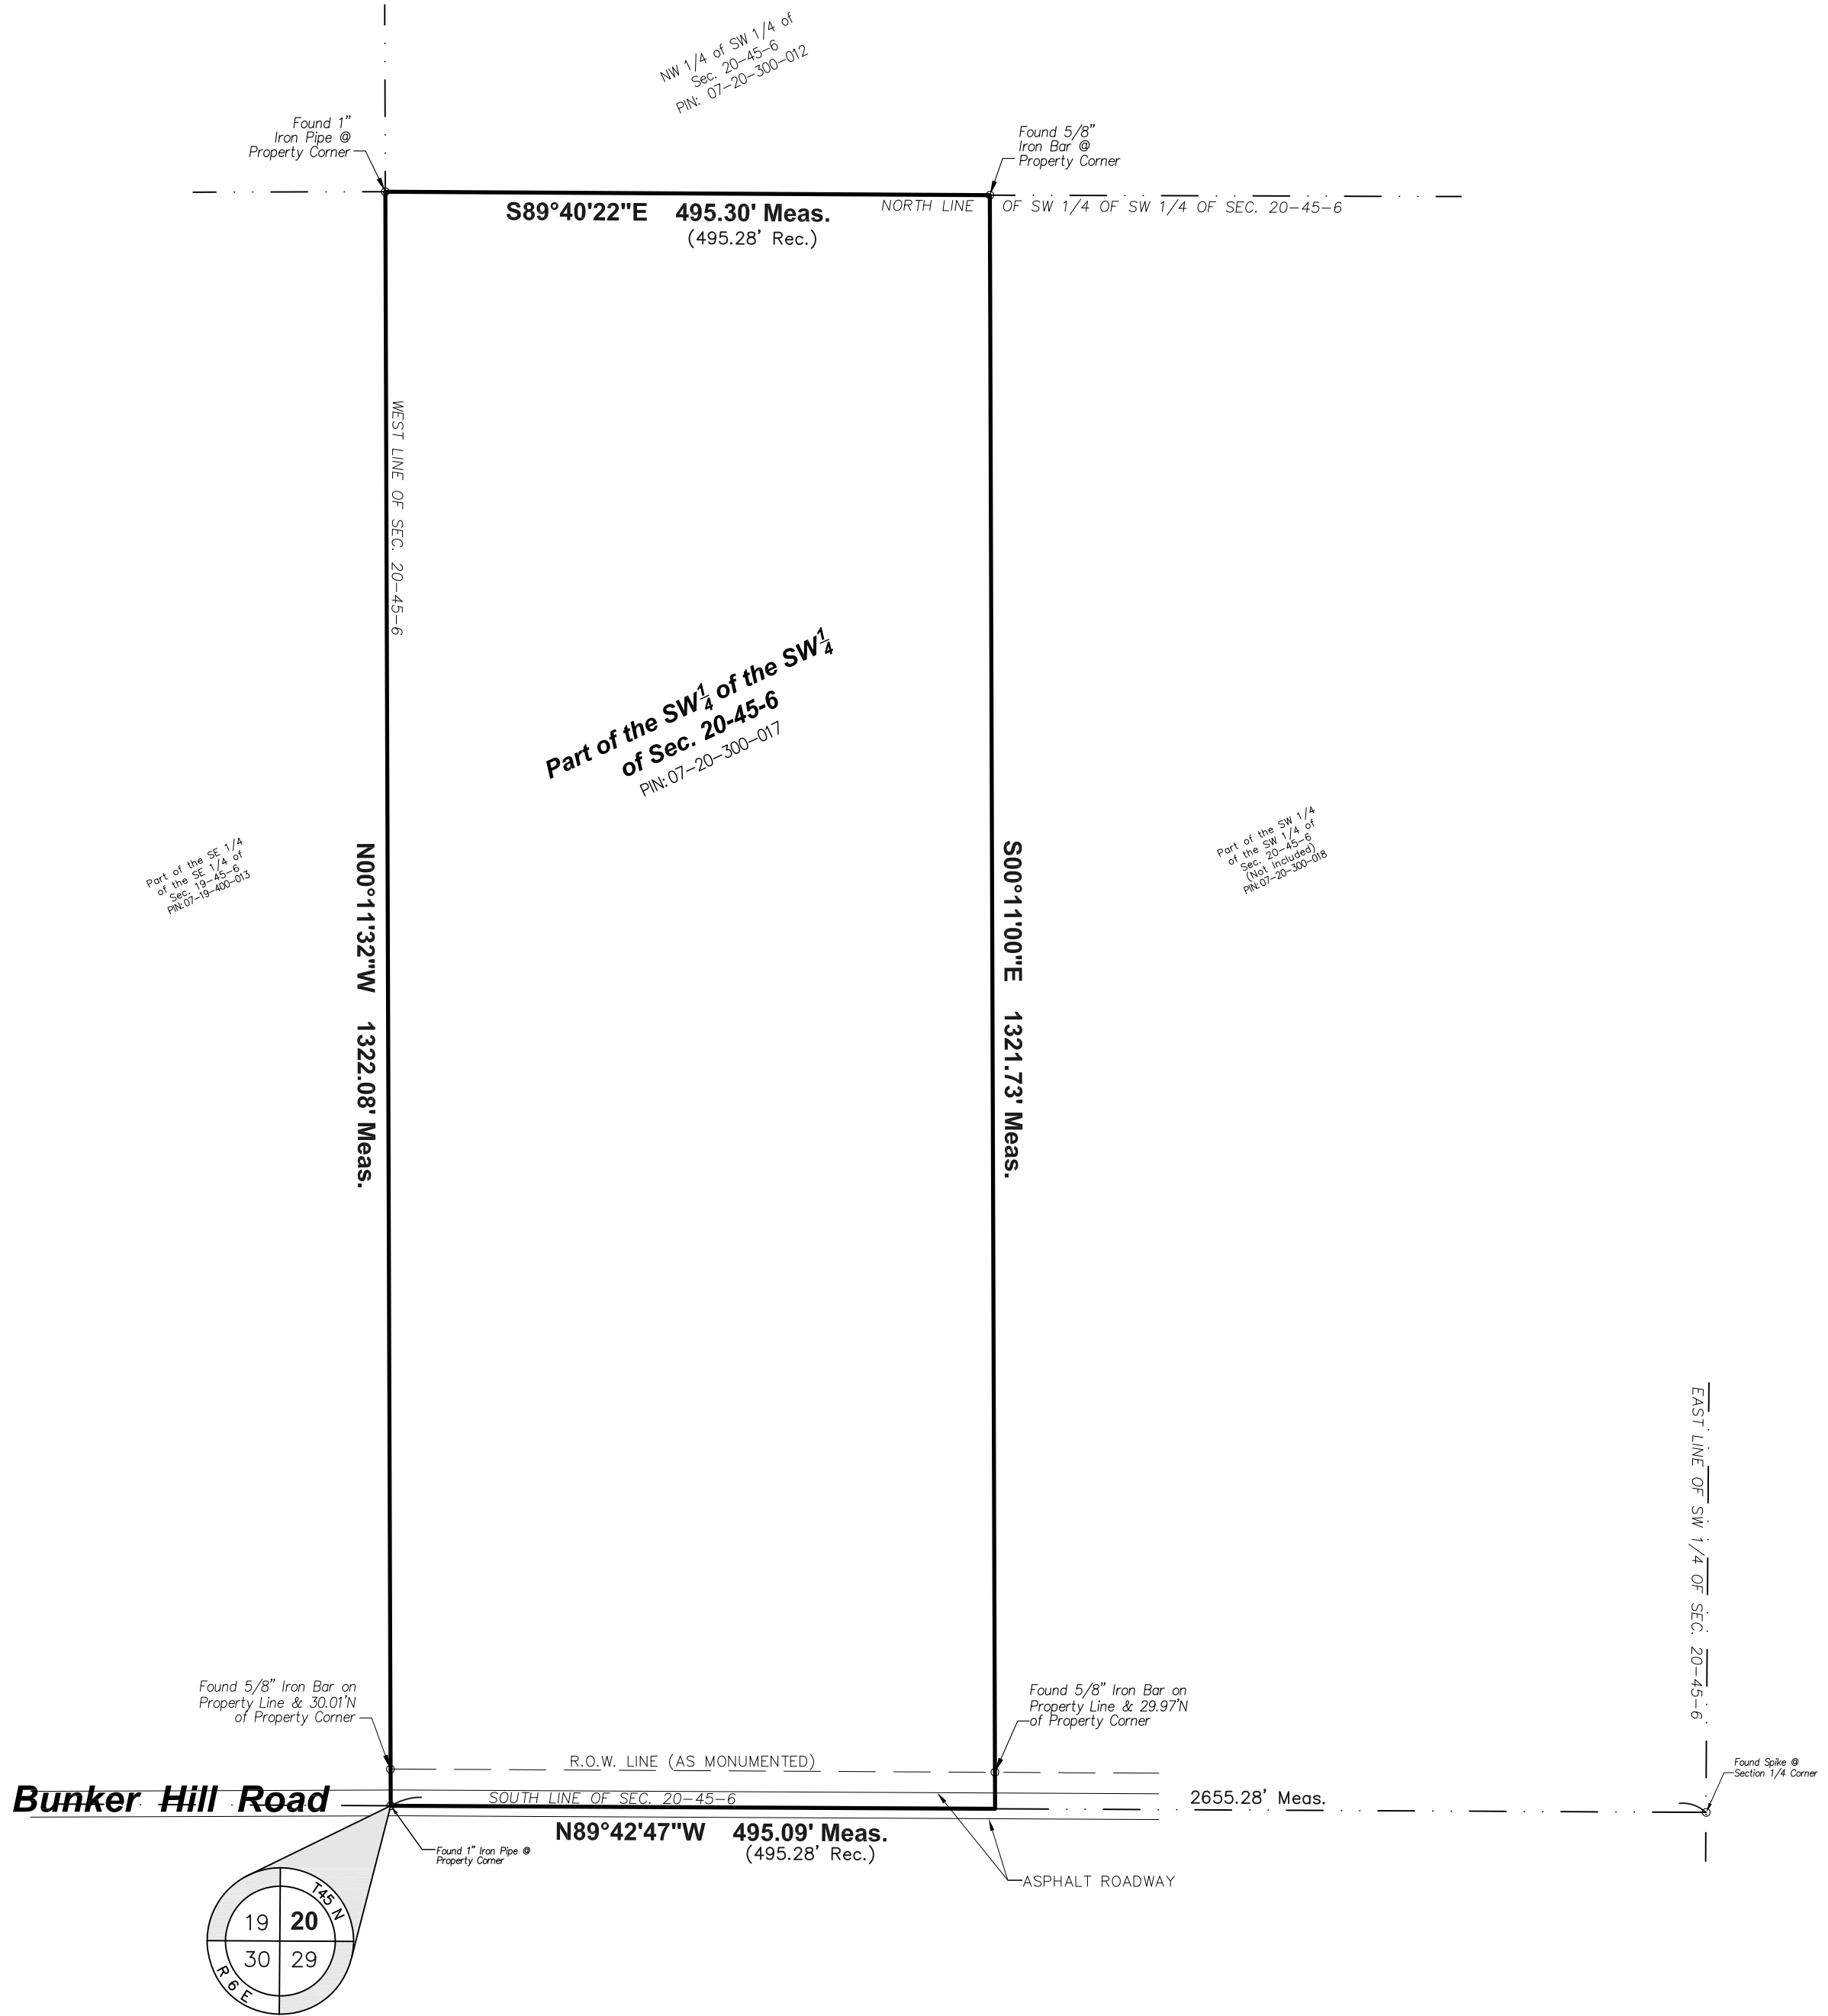 NW 1/4 of SW 1/4 of
Sec. 20-45-6
PIN: 07-20-300-012
Found 1"
Iron Pipe @
Property Corner
Found 5/8"
Iron Bar @
Property Corner
S89°40'22"E 495.30' Meas.
(495.28' Rec.)
NORTH LINE OF SW 1/4 OF SW 1/4 OF SEC. 20-45-6
WEST LINE OF SEC. 20-45-6
Part of the SW 1/4 of the SW 1/4
of Sec. 20-45-6
PIN: 07-20-300-017
Part of the SE 1/4
of the SE 1/4 of
Sec. 19-45-6
PIN: 07-19-400-013
N00°11'32"W 1322.08' Meas.
S00°11'00"E 1321.73' Meas.
Part of the SW 1/4
of the SW 1/4 of
Sec. 20-45-6
(Not Included)
PIN: 07-20-300-018
EAST LINE OF SW 1/4 OF SEC. 20-45-6
Found 5/8" Iron Bar on
Property Line & 30.01'N
of Property Corner
Found 5/8" Iron Bar on
Property Line & 29.97'N
of Property Corner
R.O.W. LINE (AS MONUMENTED)
Found Spike @
Section 1/4 Corner
Bunker Hill Road
SOUTH LINE OF SEC. 20-45-6
2655.28' Meas.
N89°42'47"W 495.09' Meas.
(495.28' Rec.)
Found 1" Iron Pipe @
Property Corner
ASPHALT ROADWAY
T45 N
19 20
30 29
R 6 E